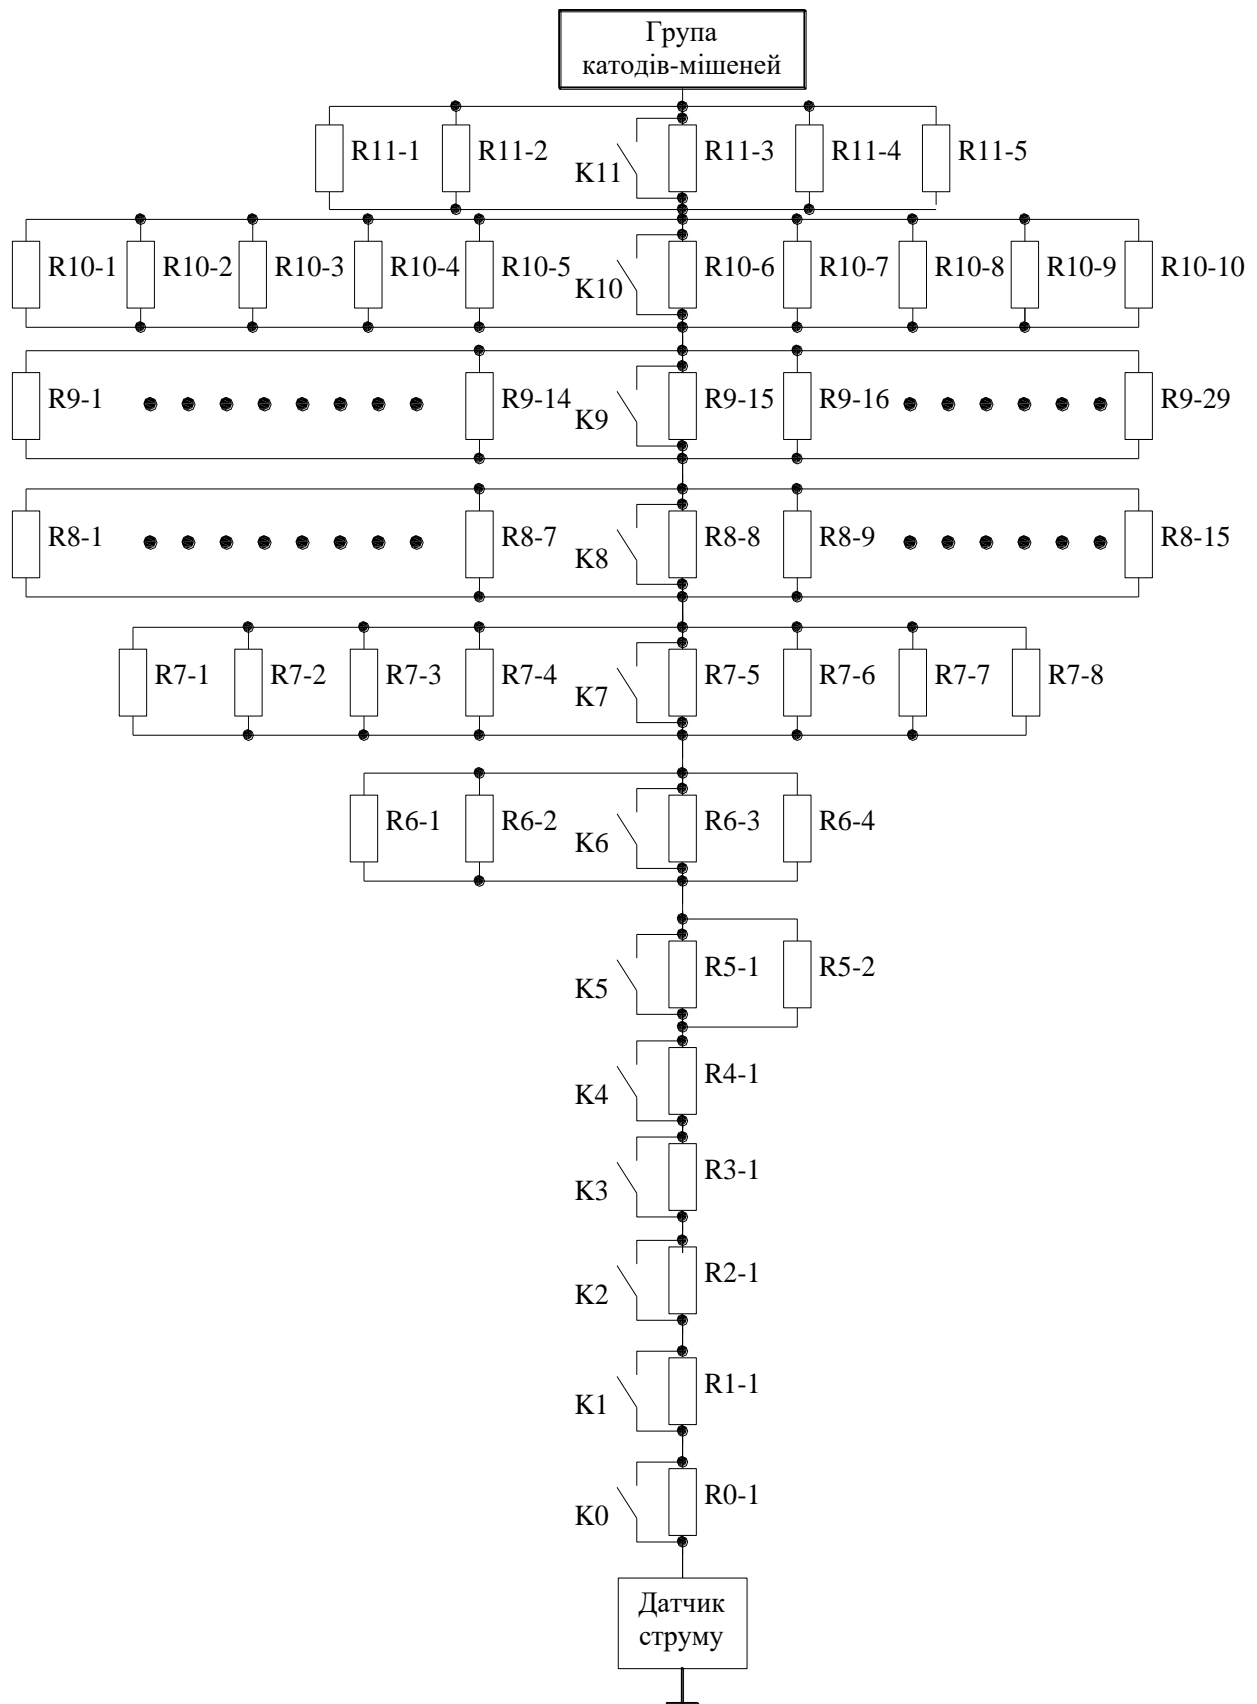 Група
катодів-мішеней
R11-1 R11-2 K11 R11-3 R11-4 R11-5
R10-1 R10-2 R10-3 R10-4 R10-5 K10 R10-6 R10-7 R10-8 R10-9 R10-10
R9-1 R9-14 K9 R9-15 R9-16 R9-29
R8-1 R8-7 K8 R8-8 R8-9 R8-15
R7-1 R7-2 R7-3 R7-4 K7 R7-5 R7-6 R7-7 R7-8
R6-1 R6-2 K6 R6-3 R6-4
K5 R5-1 R5-2
K4 R4-1
K3 R3-1
K2 R2-1
K1 R1-1
K0 R0-1
Датчик
струму